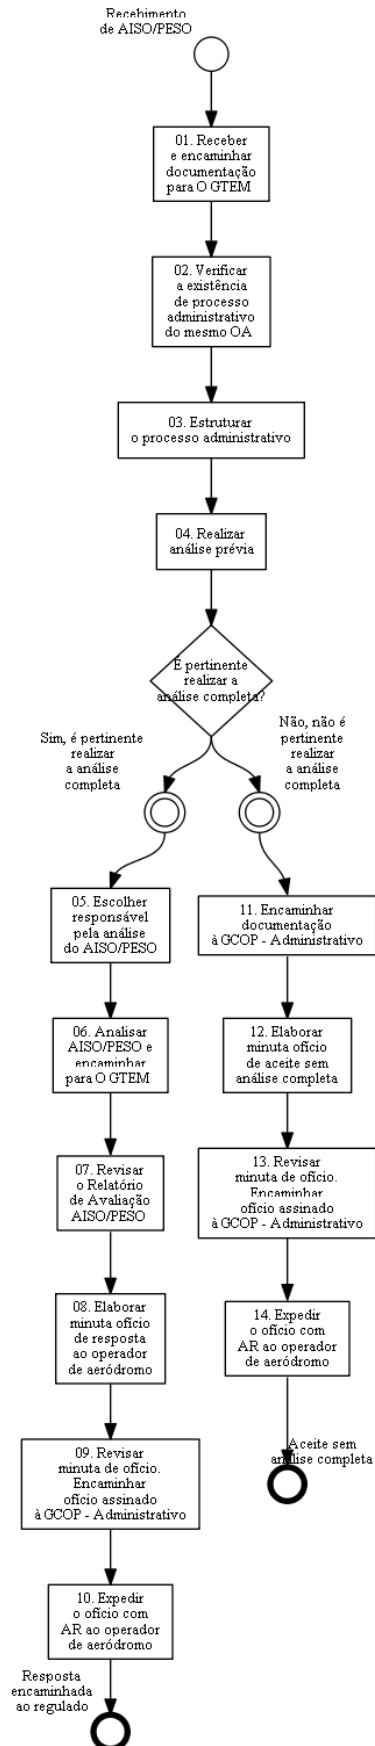 Recebimento
de AISO/PESO
01. Receber
e encaminhar
documentação
para O GTEM
02. Verificar
a existência
de processo
administrativo
do mesmo OA
03. Estruturar
o processo administrativo
04. Realizar
análise prévia
É pertinente
realizar a
análise completa?
Sim, é pertinente
realizar
a análise
completa
Não, não é
pertinente
realizar
a análise
completa
05. Escolher
responsável
pela análise
do AISO/PESO
11. Encaminhar
documentação
à GCOP - Administrativo
06. Analisar
AISO/PESO e
encaminhar
para O GTEM
12. Elaborar
minuta ofício
de aceite sem
análise completa
07. Revisar
o Relatório
de Avaliação
AISO/PESO
13. Revisar
minuta de ofício.
Encaminhar
ofício assinado
à GCOP - Administrativo
08. Elaborar
minuta ofício
de resposta
ao operador
de aeródromo
14. Expedir
o ofício com
AR ao operador
de aeródromo
09. Revisar
minuta de ofício.
Encaminhar
ofício assinado
à GCOP - Administrativo
Aceite sem
análise completa
10. Expedir
o ofício com
AR ao operador
de aeródromo
Resposta
encaminhada
ao regulado